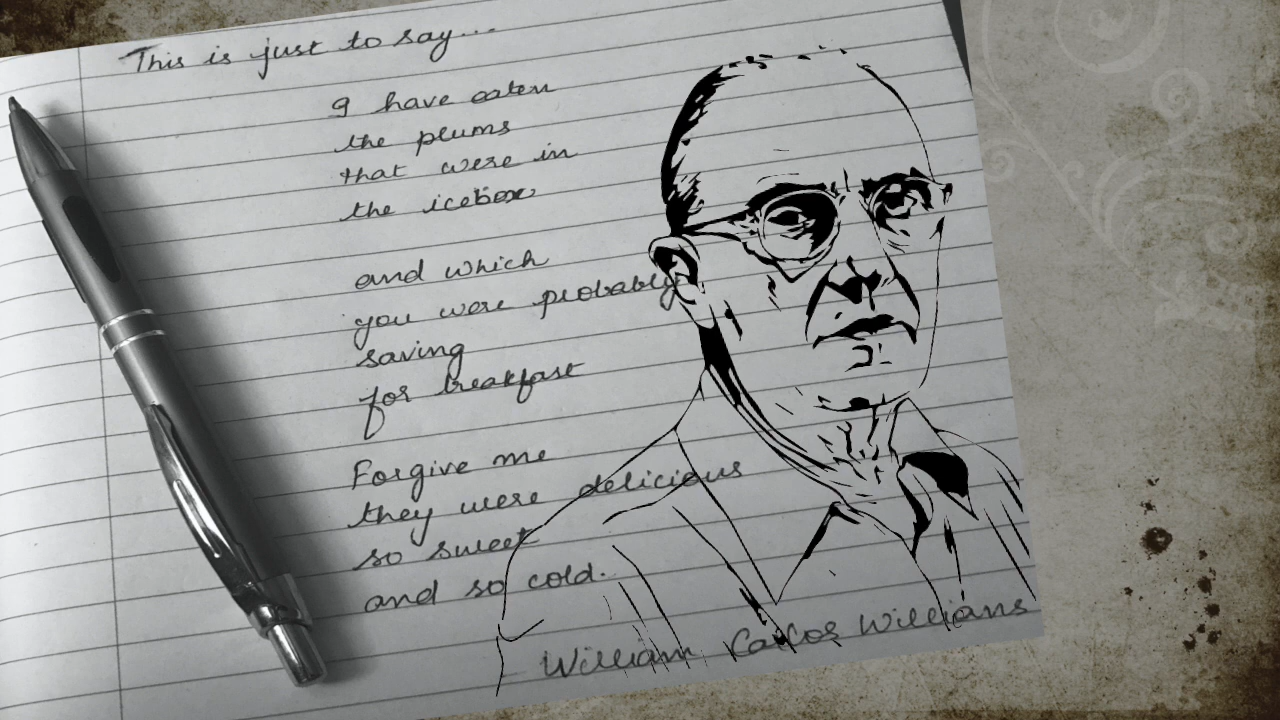 This is just to say...
I have eaten
the plums
that were in
the icebox
and which
you were probably
saving
for breakfast
Forgive me
they were delicious
so sweet
and so cold.
William Carlos Williams